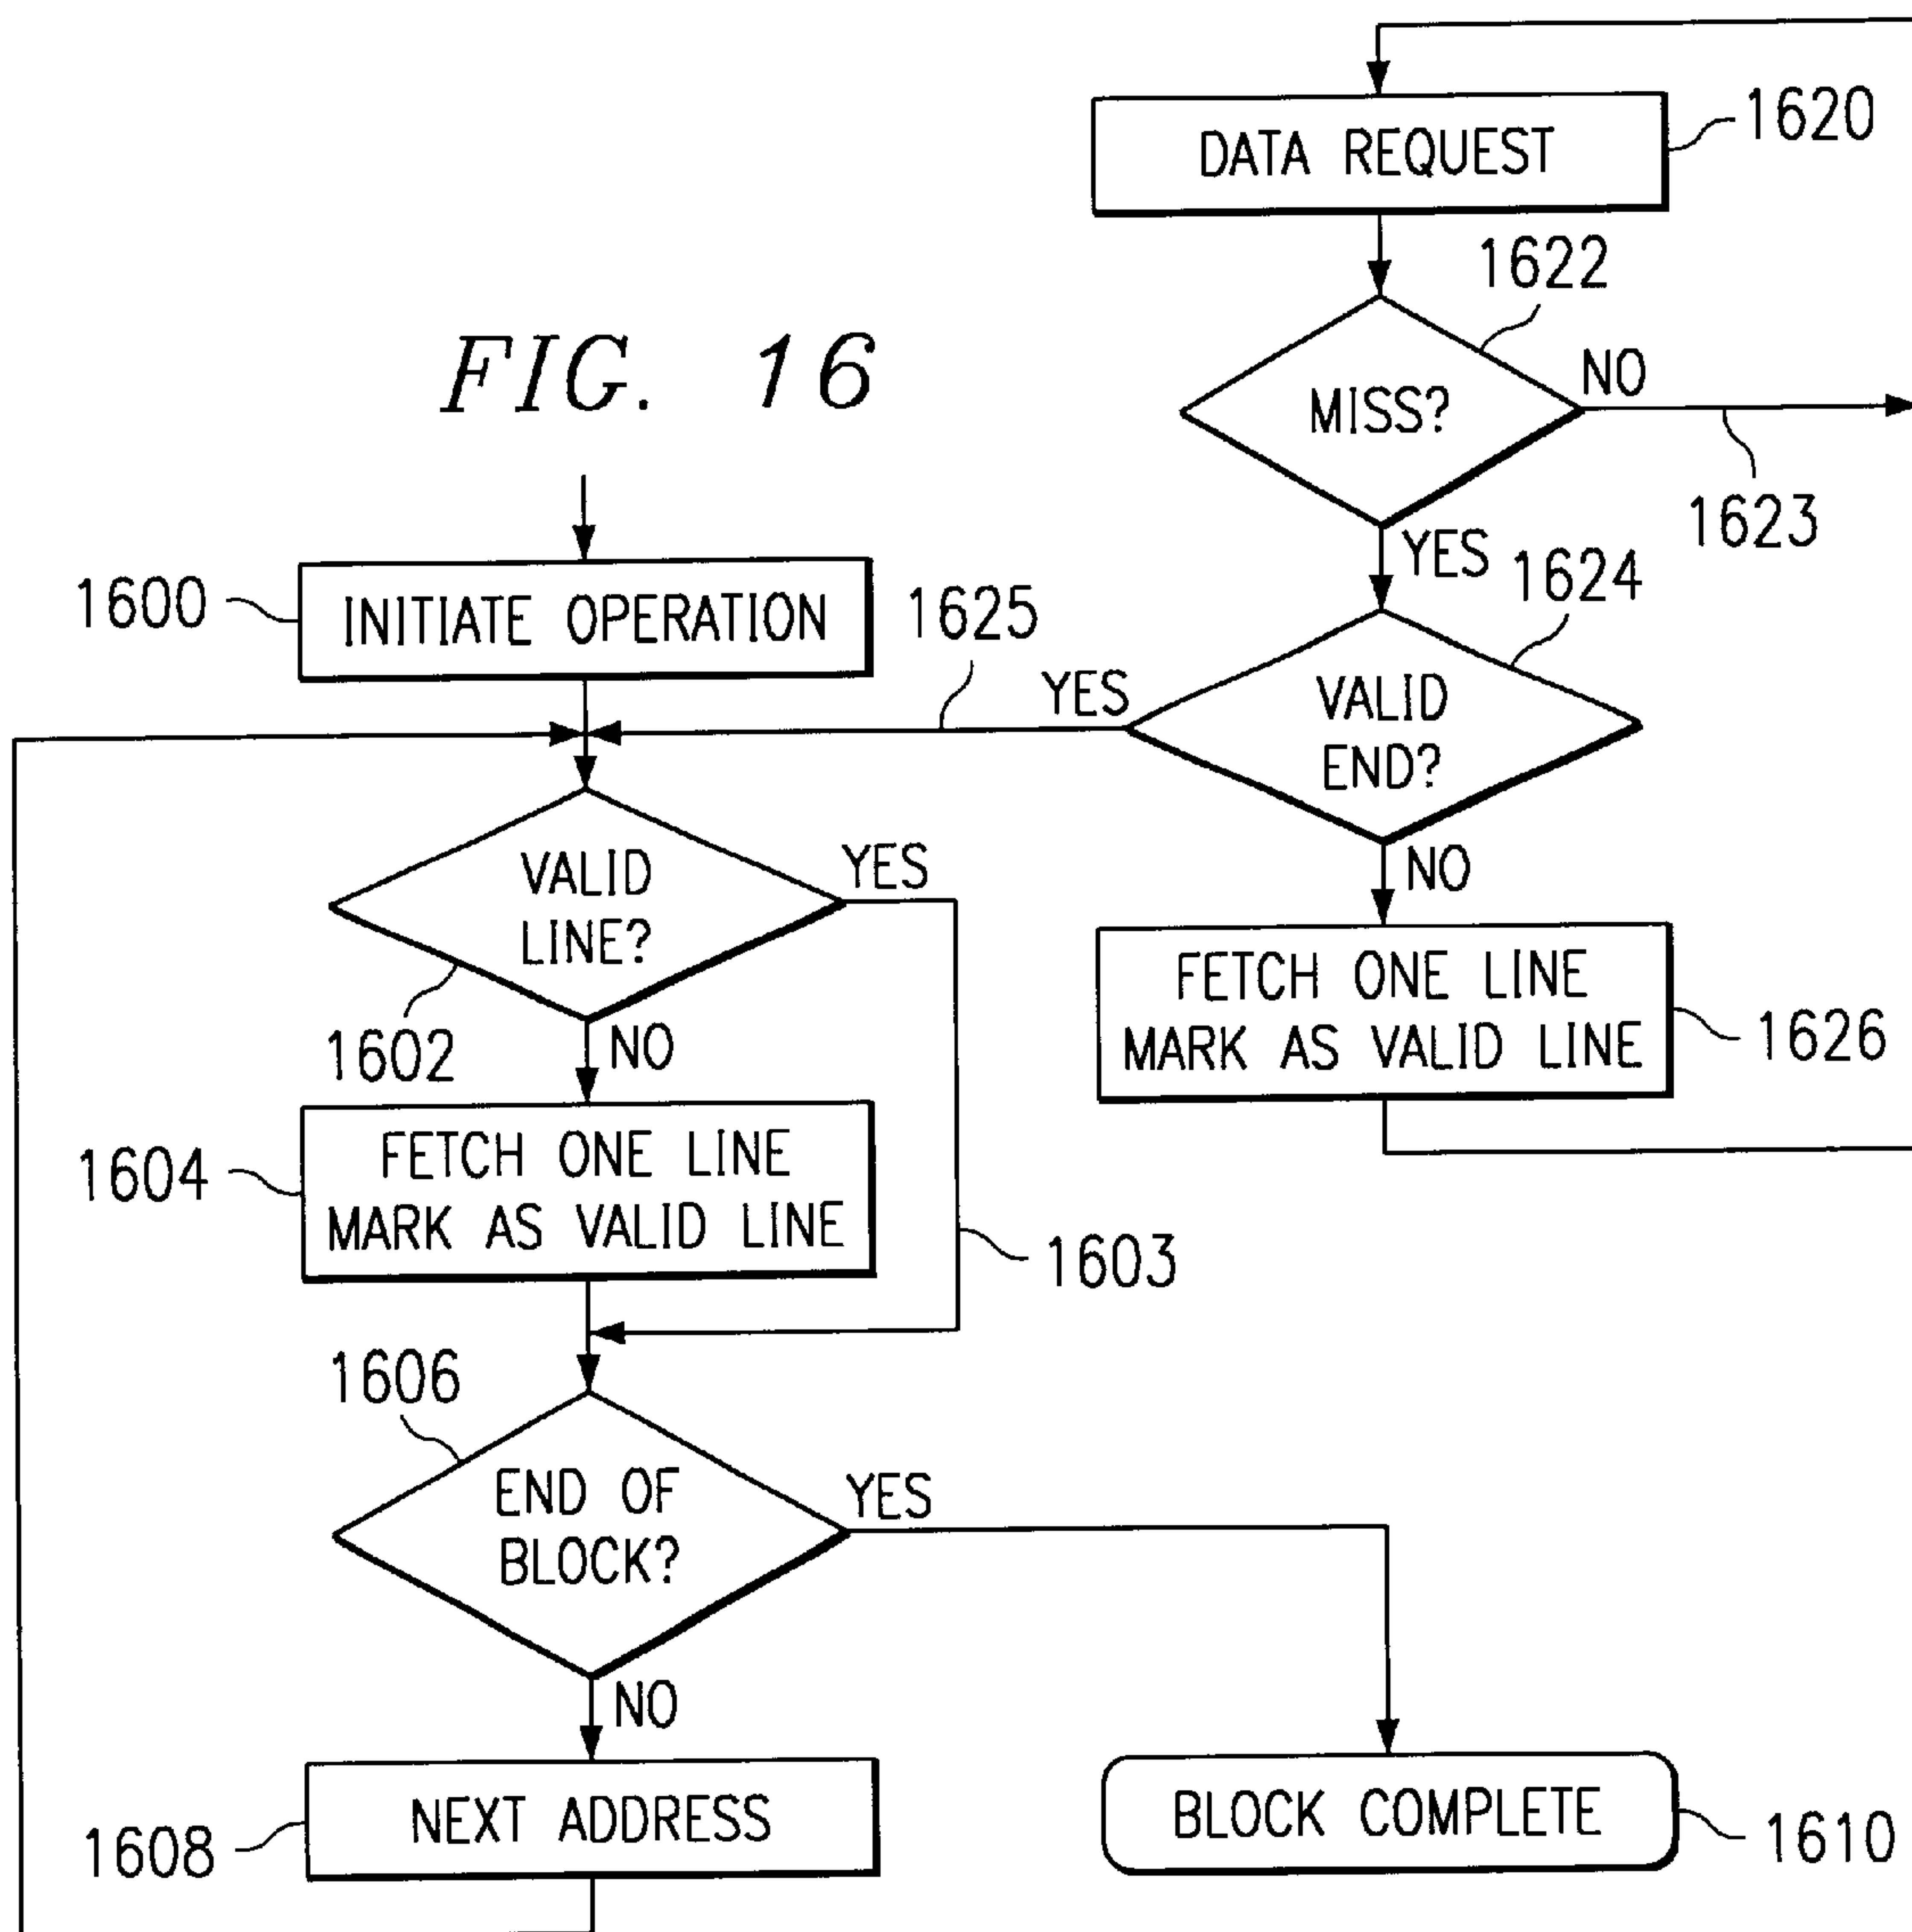 FIG. 16
1600
INITIATE OPERATION
1625
YES
VALID
LINE?
YES
1602
NO
1604
FETCH ONE LINE
MARK AS VALID LINE
1603
1606
END OF
BLOCK?
YES
NO
1608
NEXT ADDRESS
DATA REQUEST
1620
1622
MISS?
NO
1623
YES
1624
VALID
END?
NO
FETCH ONE LINE
MARK AS VALID LINE
1626
BLOCK COMPLETE
1610